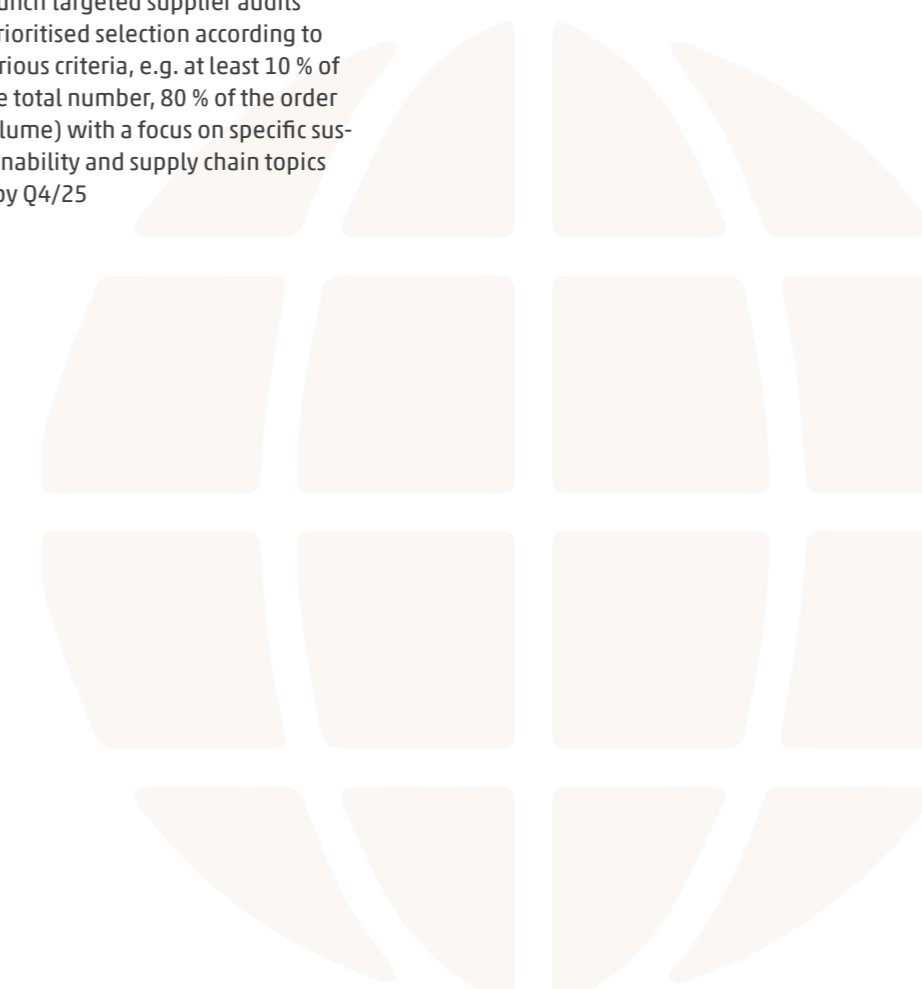 unch targeted supplier audits
rioritised selection according to
rious criteria, e.g. at least 10 % of
e total number, 80 % of the order
lume) with a focus on specific sus-
nability and supply chain topics
by Q4/25